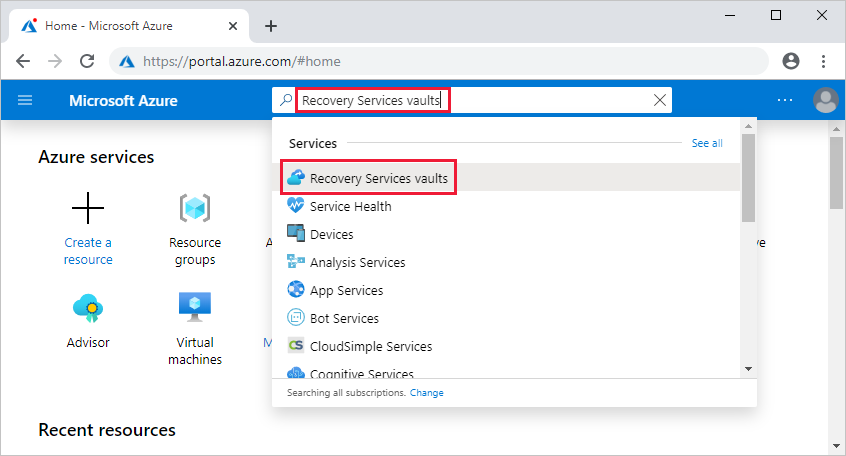 Home - Microsoft Azure
https://portal.azure.com/#home
Microsoft Azure
Recovery Services vaults
Azure services
Create a
resource
Resource
groups
Advisor
Virtual
machines
Services
See all
Recovery Services vaults
Service Health
Devices
Analysis Services
App Services
Bot Services
CloudSimple Services
Cognitive Services
Searching all subscriptions. Change
Recent resources